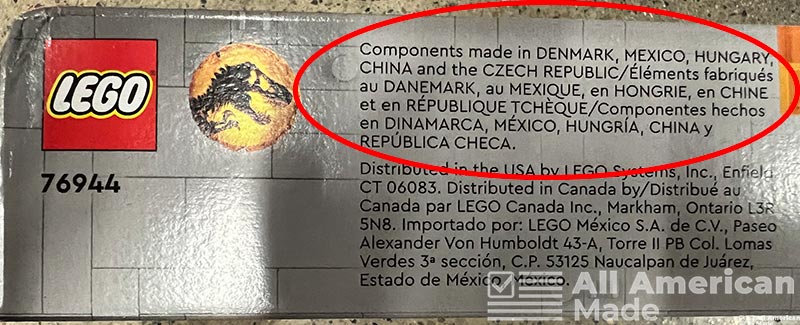 LEGO
76944
Components made in DENMARK, MEXICO, HUNGARY,
CHINA and the CZECH REPUBLIC/Éléments fabriqués
au DANEMARK, au MEXIQUE, en HONGRIE, en CHINE
et en RÉPUBLIQUE TCHÈQUE/Componentes hechos
en DINAMARCA, MÉXICO, HUNGRÍA, CHINA y
REPÚBLICA CHECA.
Distributed in the USA by LEGO Systems, Inc., Enfield
CT 06083. Distributed in Canada by/Distribué au
Canada par LEGO Canada Inc., Markham, Ontario L3R
5N8. Importado por: LEGO México S.A. de C.V., Paseo
Alexander Von Humboldt 43-A, Torre II PB Col. Lomas
Verdes 3ª sección, C.P. 53125 Naucalpan de Juárez,
Estado de México, México.
All American
Made